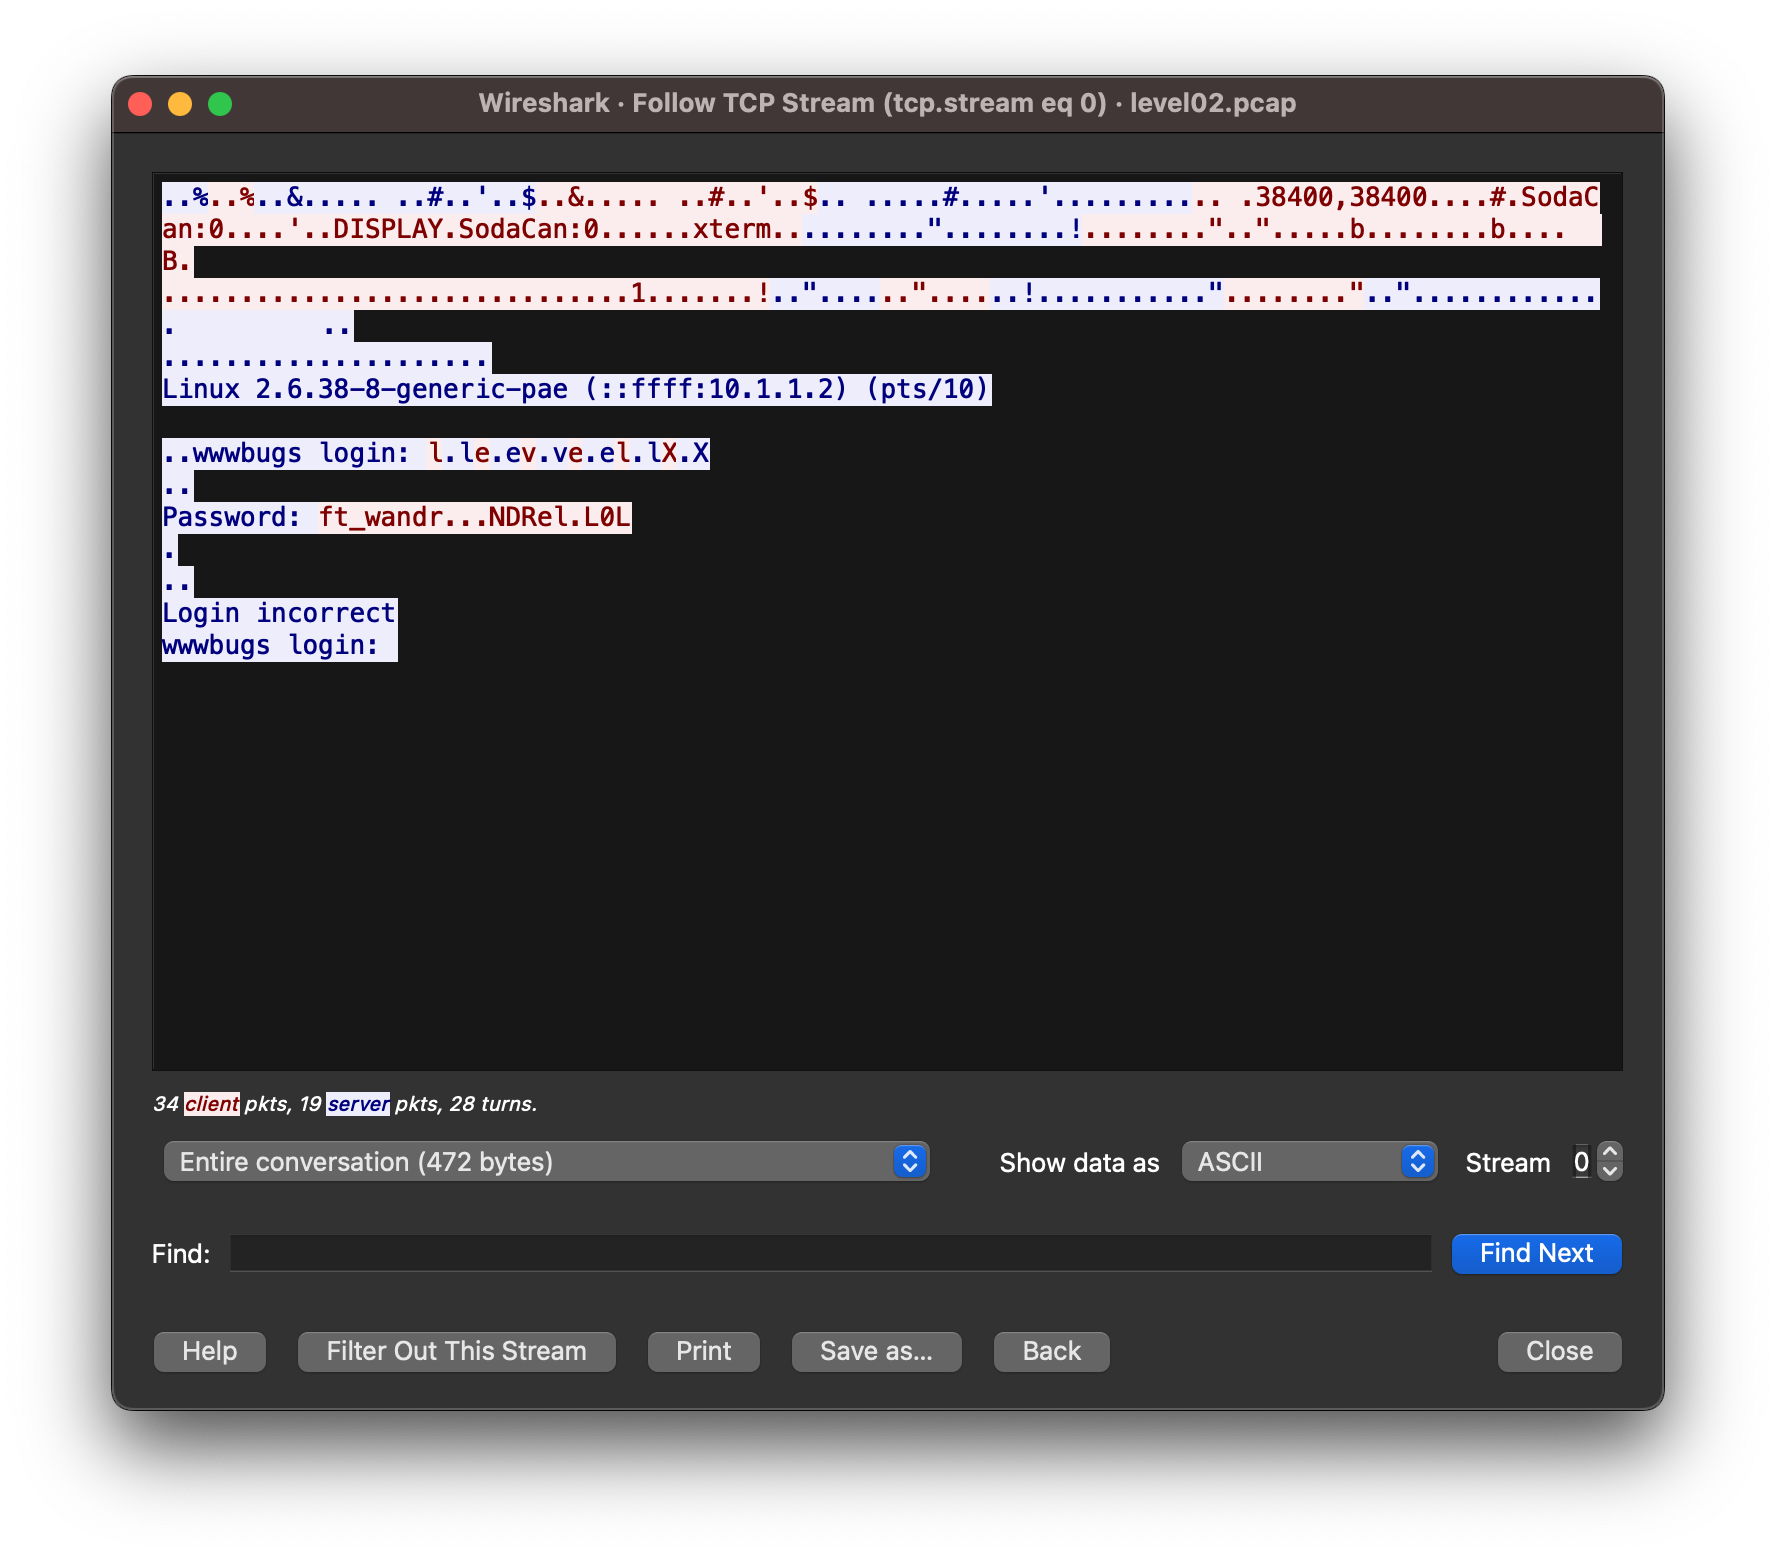 Wireshark · Follow TCP Stream (tcp.stream eq 0) · level02.pcap
..%..%..&..... ..#..'..$..&..... ..#..'..$.. .....#.....'........... .38400,38400....#.SodaC
an:0....'..DISPLAY.SodaCan:0......xterm.........."........!........"..".....b........b....
B.
..............................1.......!.."......".......!..........."........".."............
. ..
.....................
Linux 2.6.38-8-generic-pae (::ffff:10.1.1.2) (pts/10)
..wwwbugs login: l.le.ev.ve.el.lX.X
..
Password: ft_wandr...NDRel.L0L
.
..
Login incorrect
wwwbugs login:
34 client pkts, 19 server pkts, 28 turns.
Entire conversation (472 bytes) Show data as ASCII Stream 0
Find: Find Next
Help Filter Out This Stream Print Save as... Back Close